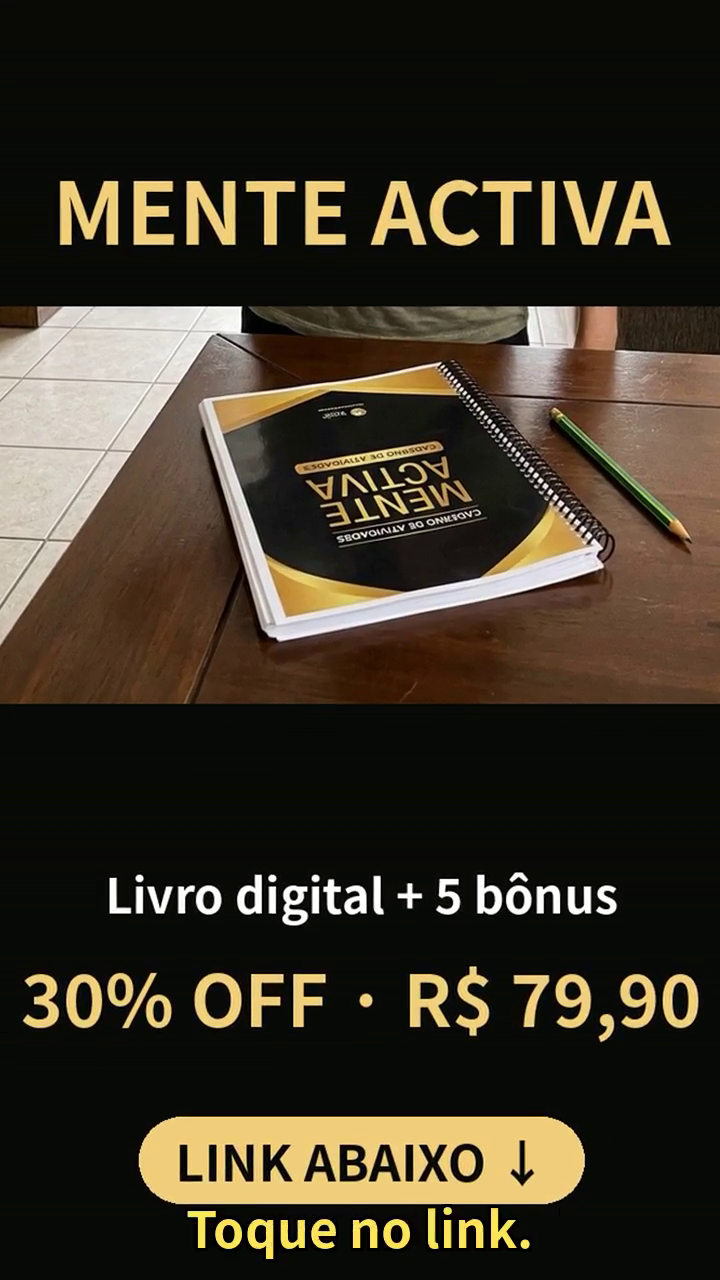 MENTE ACTIVA
CADERNO DE ATIVIDADES
MENTE
ACTIVA
CADERNO DE ATIVIDADES
Livro digital + 5 bônus
30% OFF · R$ 79,90
LINK ABAIXO ↓
Toque no link.